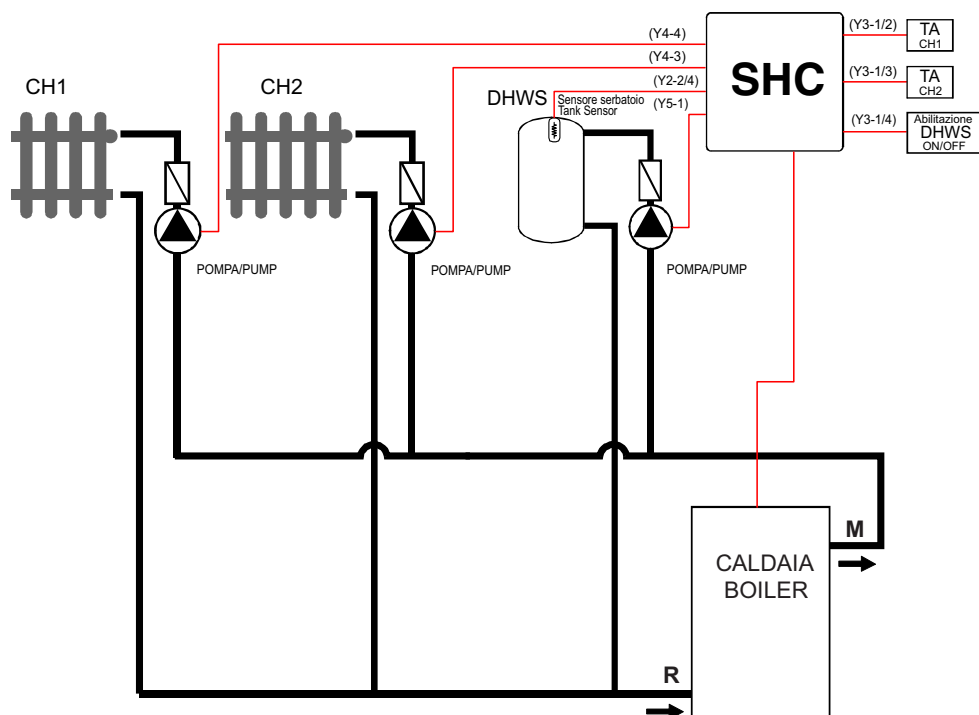 (Y4-4)
(Y4-3)
(Y2-2/4)
(Y5-1)
SHC
(Y3-1/2)
TA
CH1
(Y3-1/3)
TA
CH2
(Y3-1/4)
Abilitazione
DHWS
ON/OFF
CH1
CH2
DHWS
Sensore serbatoio
Tank Sensor
POMPA/PUMP
POMPA/PUMP
POMPA/PUMP
M
CALDAIA
BOILER
R